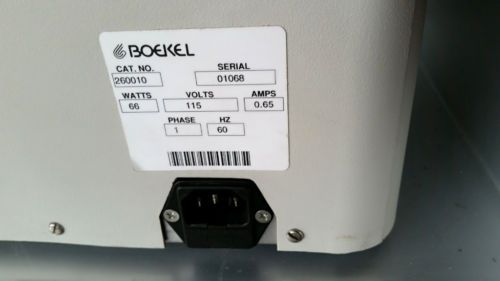 BOEKEL
CAT. NO. SERIAL
260010 01068
WATTS VOLTS AMPS
66 115 0.65
PHASE HZ
1 60